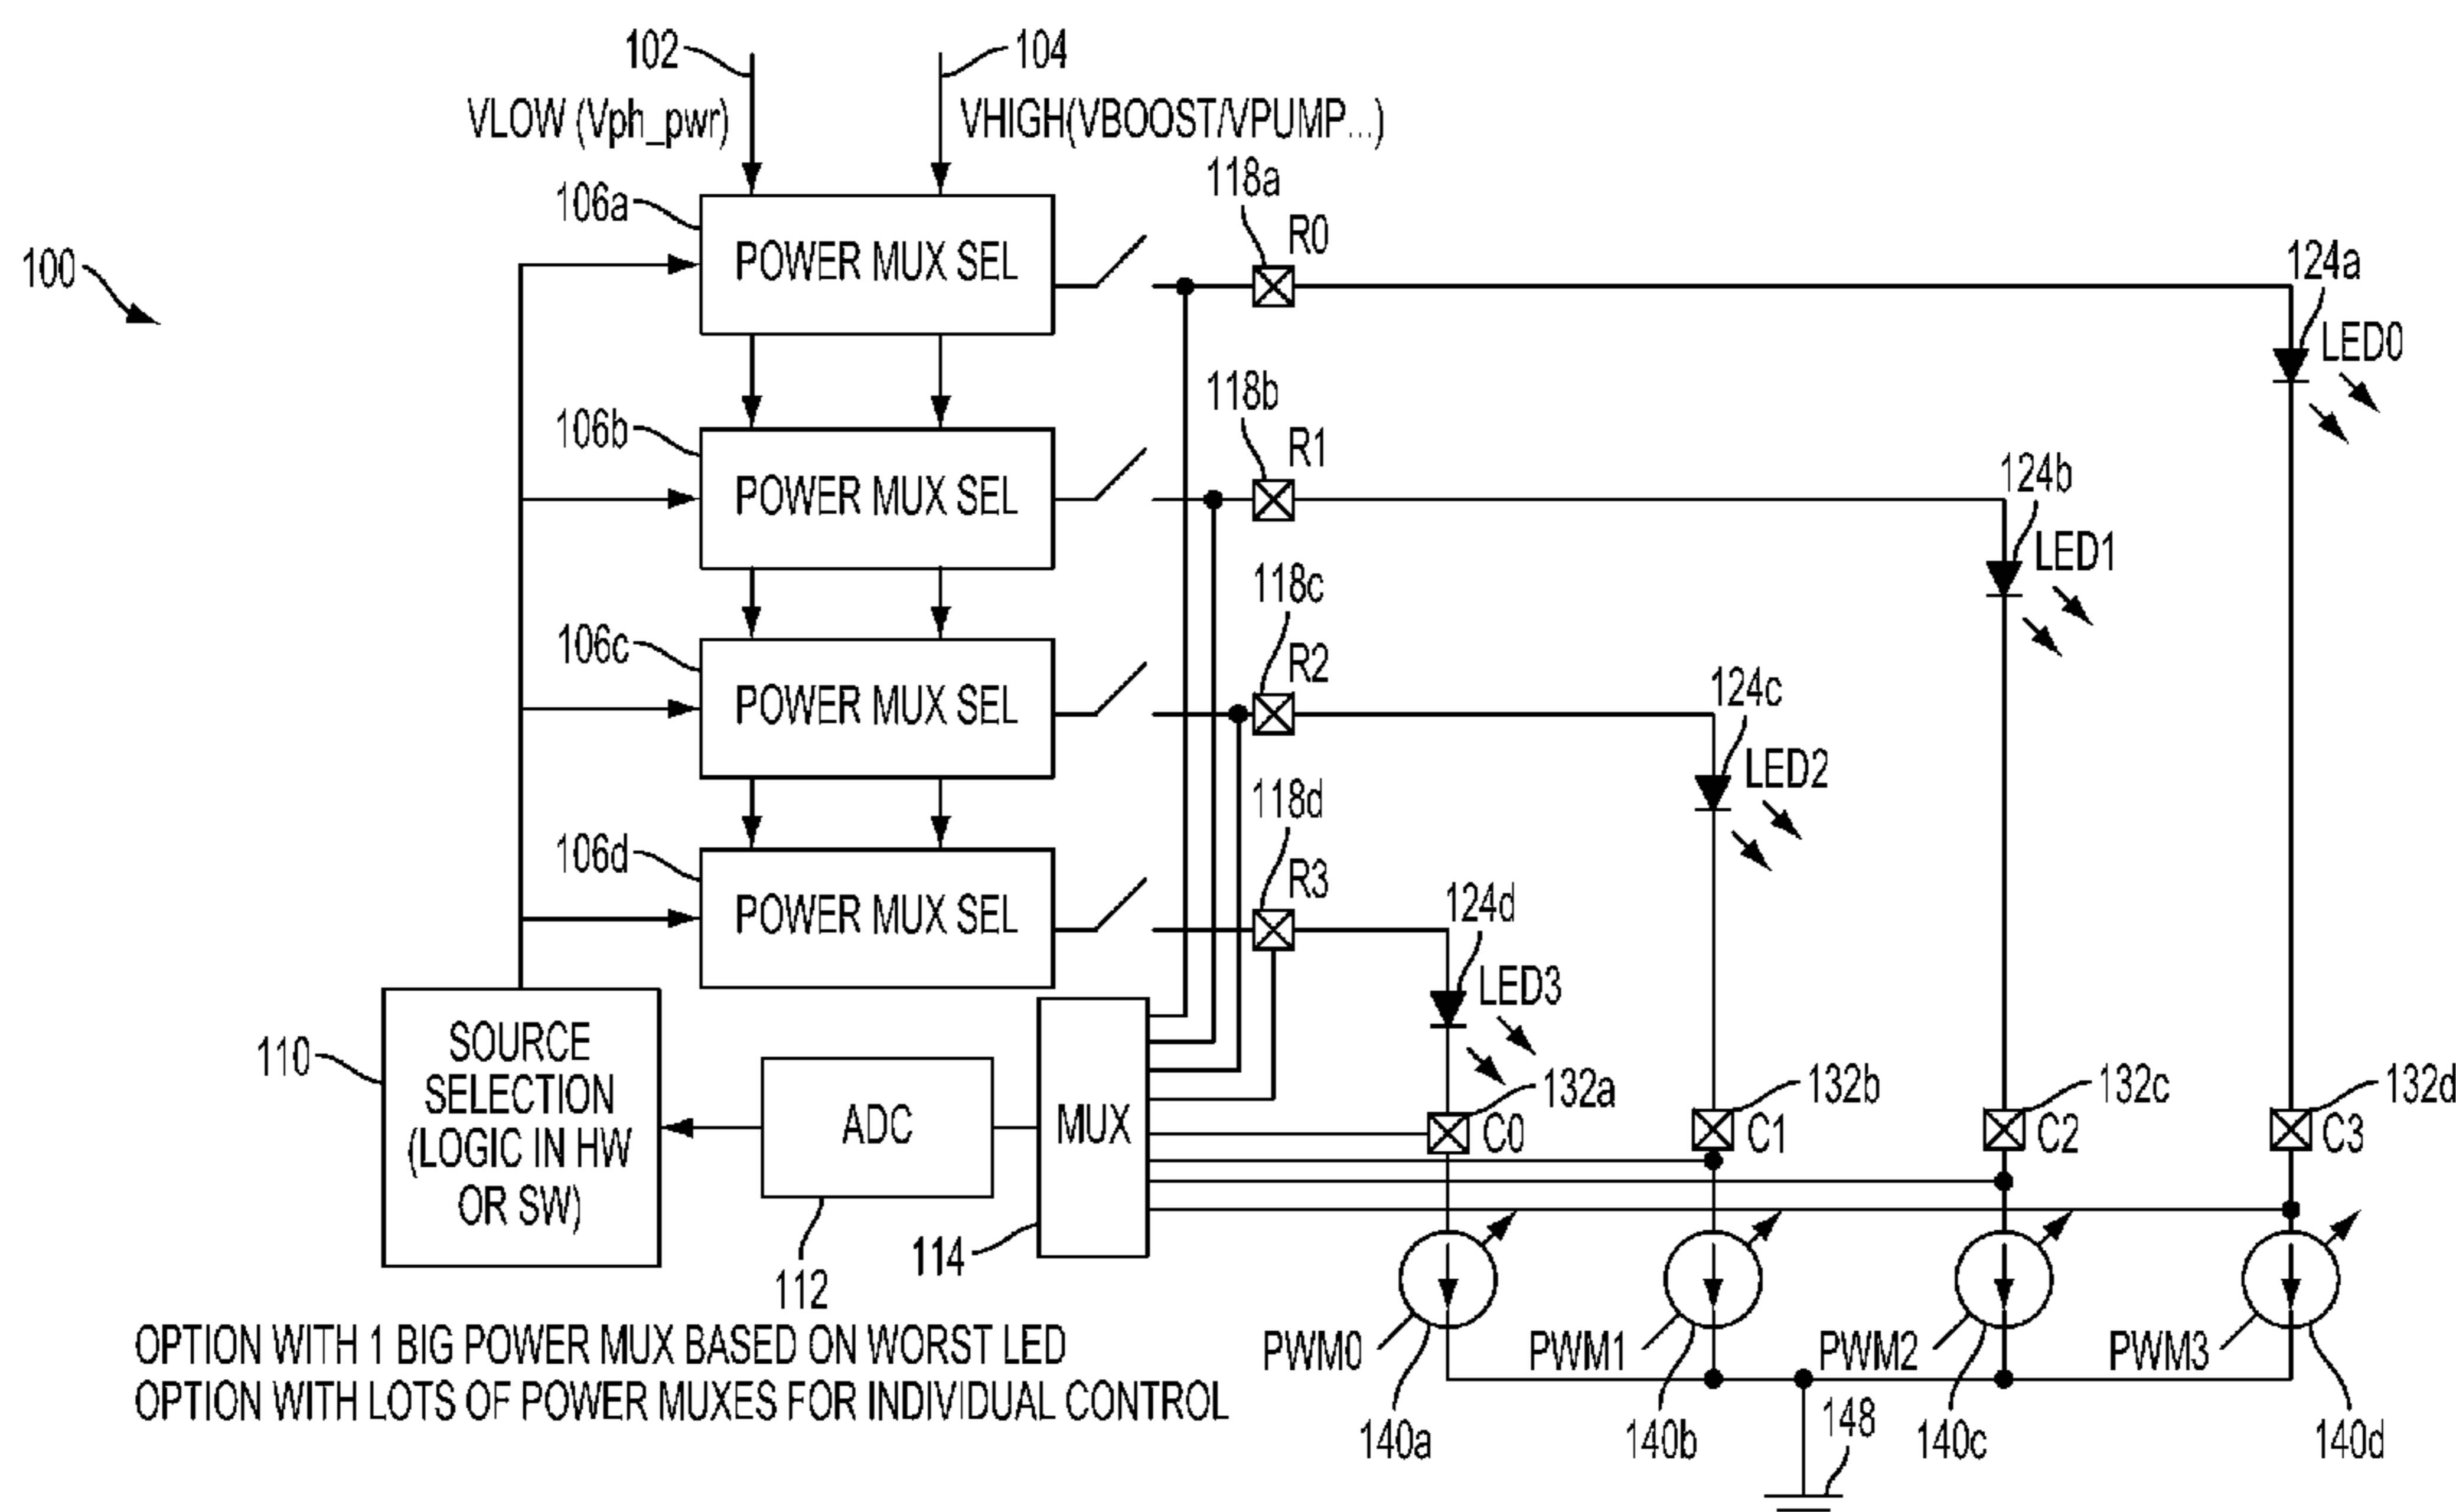 102
104
VLOW (Vph_pwr)
VHIGH(VBOOST/VPUMP...)
100
106a
POWER MUX SEL
118a
R0
124a
LED0
106b
POWER MUX SEL
118b
R1
124b
LED1
106c
POWER MUX SEL
118c
R2
124c
LED2
106d
POWER MUX SEL
118d
R3
124d
LED3
110
SOURCE
SELECTION
(LOGIC IN HW
OR SW)
ADC
112
MUX
114
132a
C0
132b
C1
132c
C2
132d
C3
PWM0
PWM1
PWM2
PWM3
140a
140b
140c
140d
148
OPTION WITH 1 BIG POWER MUX BASED ON WORST LED
OPTION WITH LOTS OF POWER MUXES FOR INDIVIDUAL CONTROL